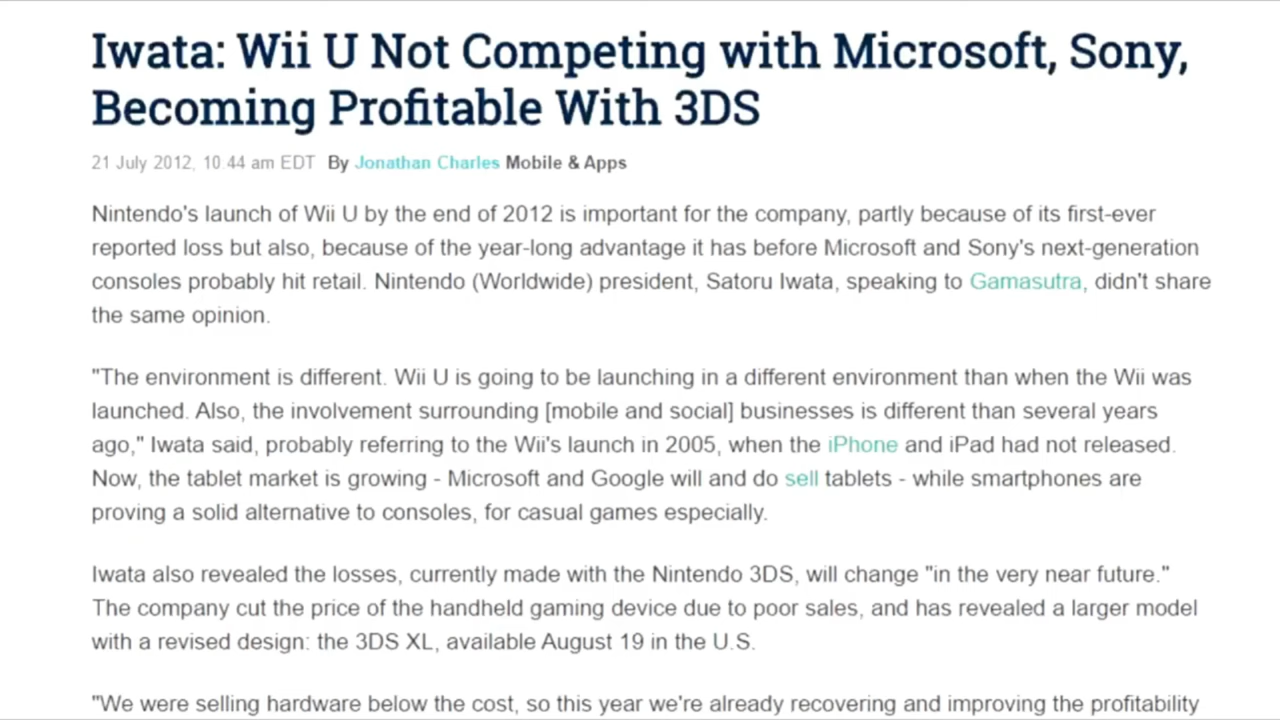 Iwata: Wii U Not Competing with Microsoft, Sony,
Becoming Profitable With 3DS
21 July 2012, 10:44 am EDT By Jonathan Charles Mobile & Apps
Nintendo's launch of Wii U by the end of 2012 is important for the company, partly because of its first-ever
reported loss but also, because of the year-long advantage it has before Microsoft and Sony's next-generation
consoles probably hit retail. Nintendo (Worldwide) president, Satoru Iwata, speaking to Gamasutra, didn't share
the same opinion.
"The environment is different. Wii U is going to be launching in a different environment than when the Wii was
launched. Also, the involvement surrounding [mobile and social] businesses is different than several years
ago," Iwata said, probably referring to the Wii's launch in 2005, when the iPhone and iPad had not released.
Now, the tablet market is growing - Microsoft and Google will and do sell tablets - while smartphones are
proving a solid alternative to consoles, for casual games especially.
Iwata also revealed the losses, currently made with the Nintendo 3DS, will change "in the very near future."
The company cut the price of the handheld gaming device due to poor sales, and has revealed a larger model
with a revised design: the 3DS XL, available August 19 in the U.S.
"We were selling hardware below the cost, so this year we're already recovering and improving the profitability